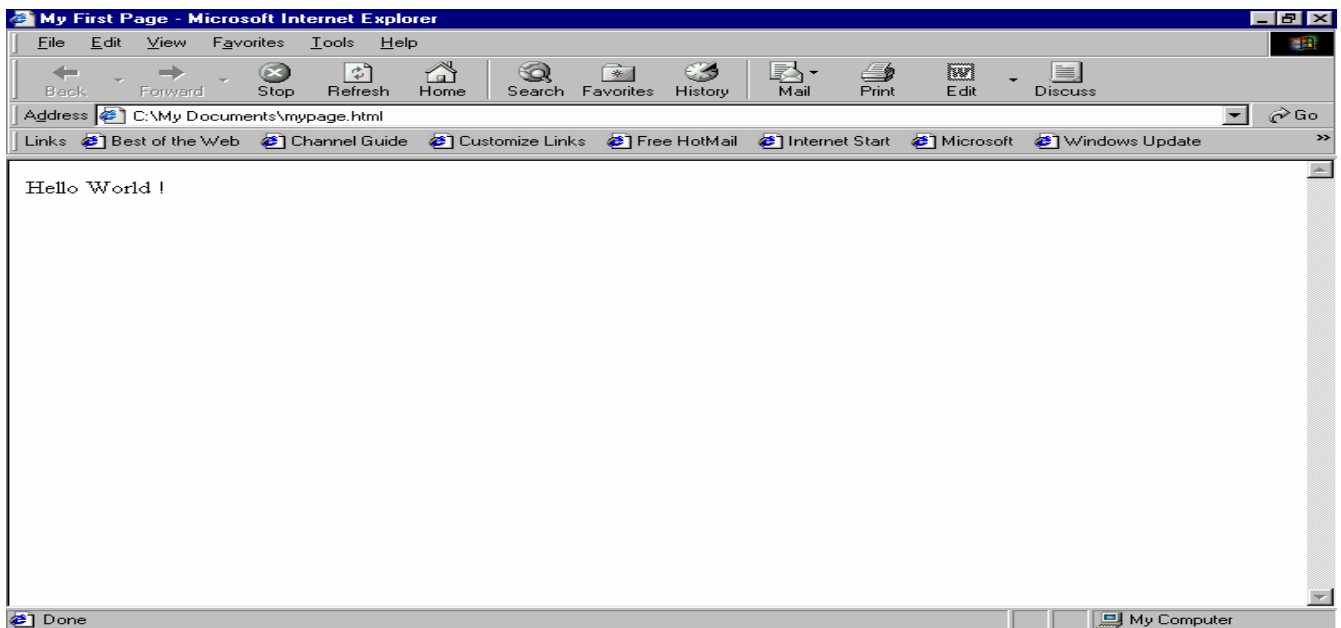 My First Page - Microsoft Internet Explorer
File Edit View Favorites Tools Help
Back Forward Stop Refresh Home Search Favorites History Mail Print Edit Discuss
Address C:\My Documents\mypage.html Go
Links Best of the Web Channel Guide Customize Links Free HotMail Internet Start Microsoft Windows Update »
Hello World !
Done My Computer